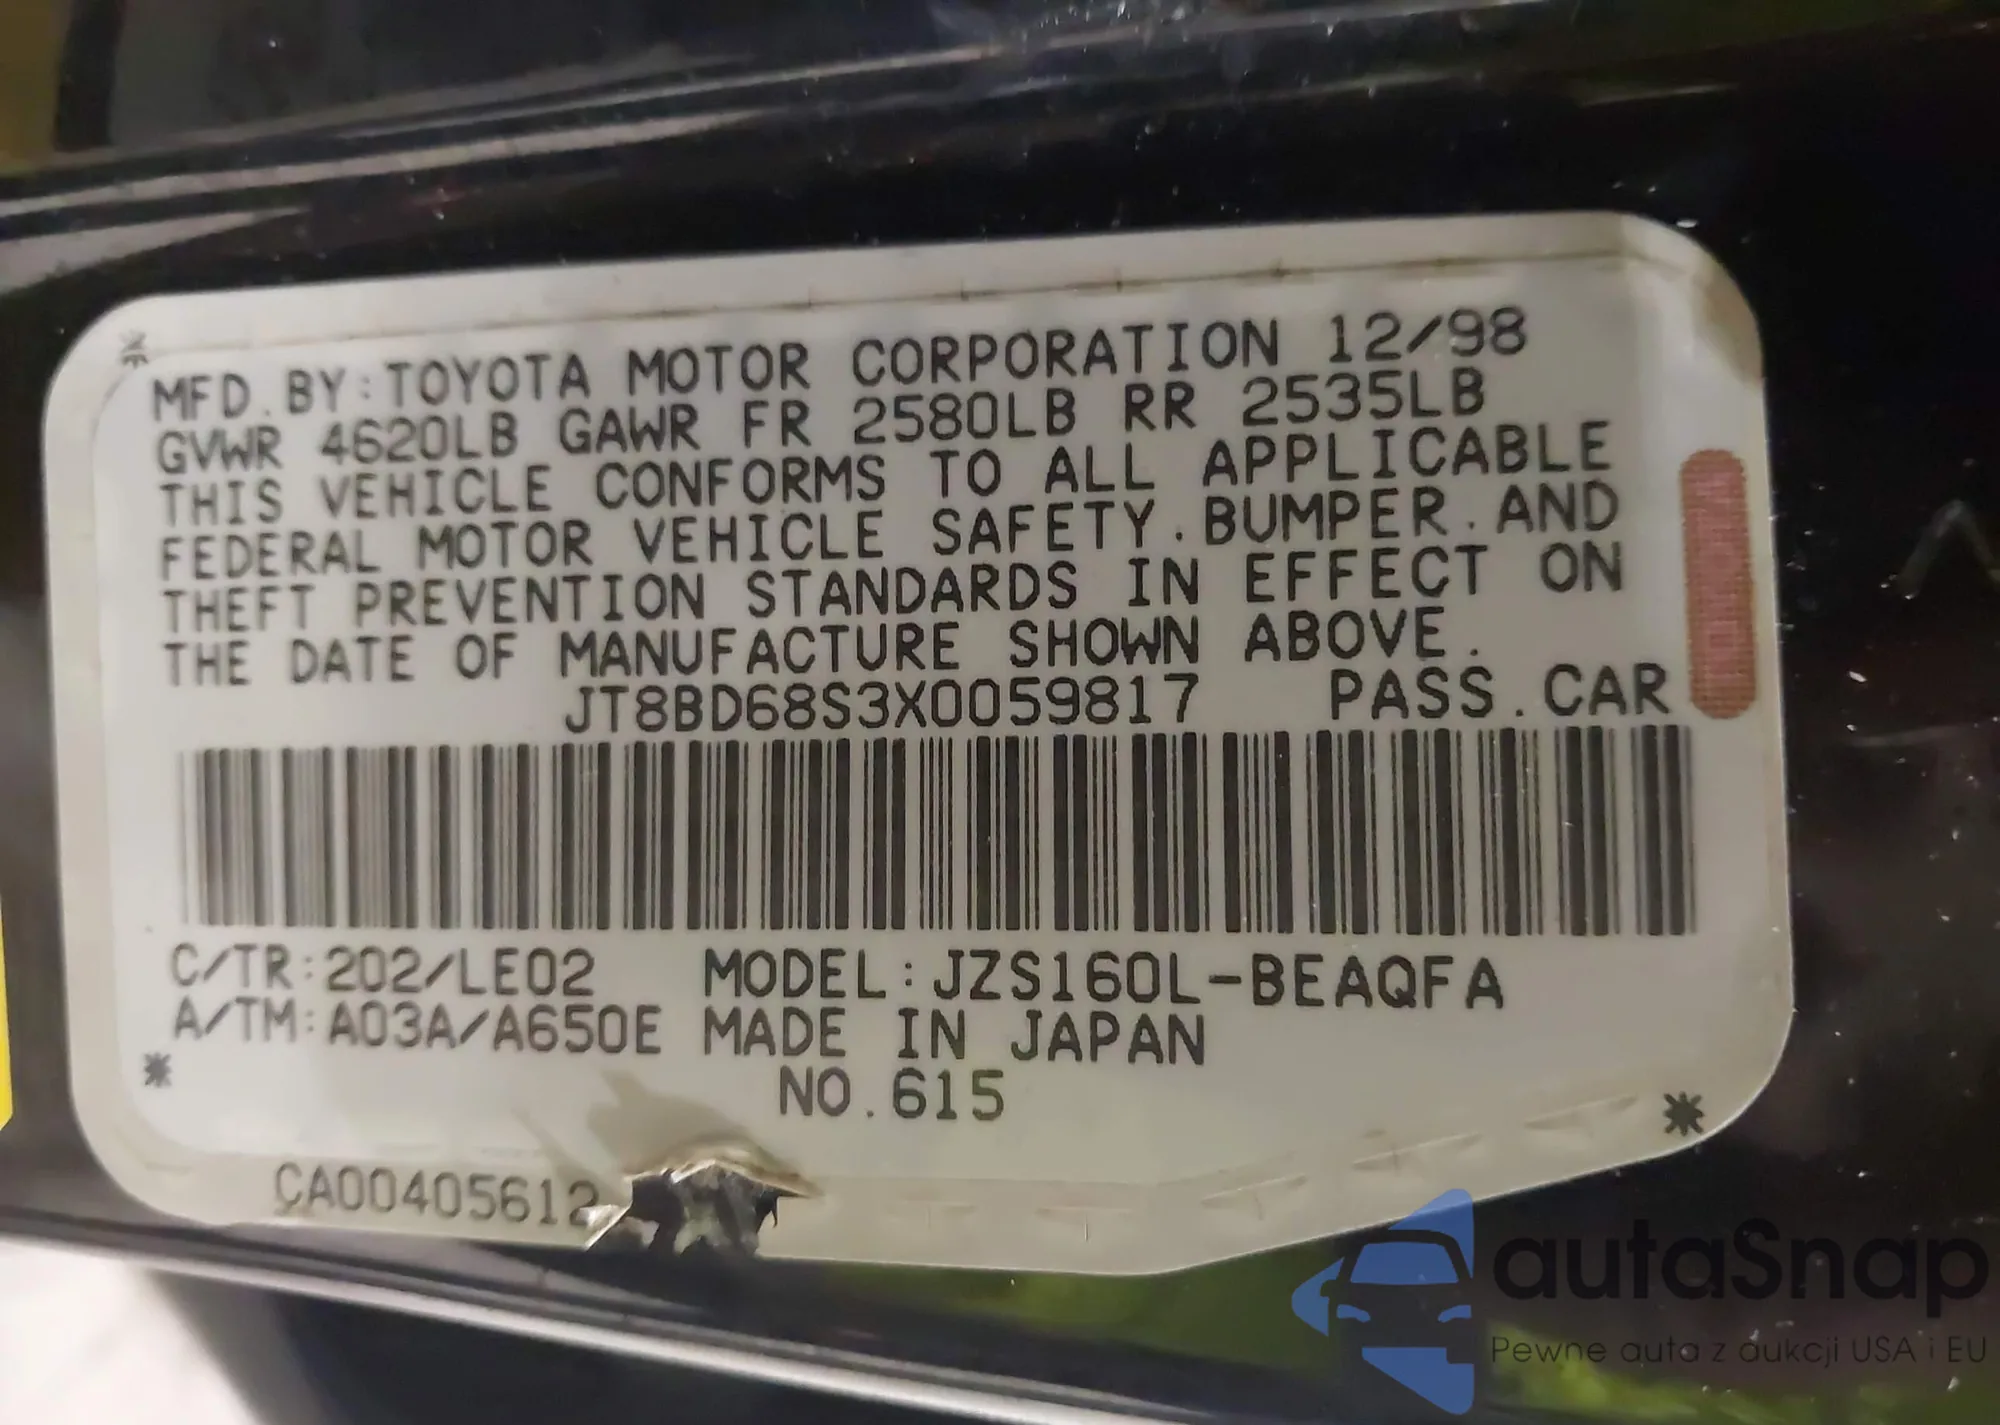 MFD. BY:TOYOTA MOTOR CORPORATION 12/98
GVWR 4620LB GAWR FR 2580LB RR 2535LB
THIS VEHICLE CONFORMS TO ALL APPLICABLE
FEDERAL MOTOR VEHICLE SAFETY.BUMPER.AND
THEFT PREVENTION STANDARDS IN EFFECT ON
THE DATE OF MANUFACTURE SHOWN ABOVE.
JT8BD68S3X0059817 PASS.CAR
C/TR:202/LE02 MODEL:JZS160L-BEAQFA
A/TM:A03A/A650E MADE IN JAPAN
NO.615
CA00405612
autaSnap
Pewne auta z aukcji USA i EU